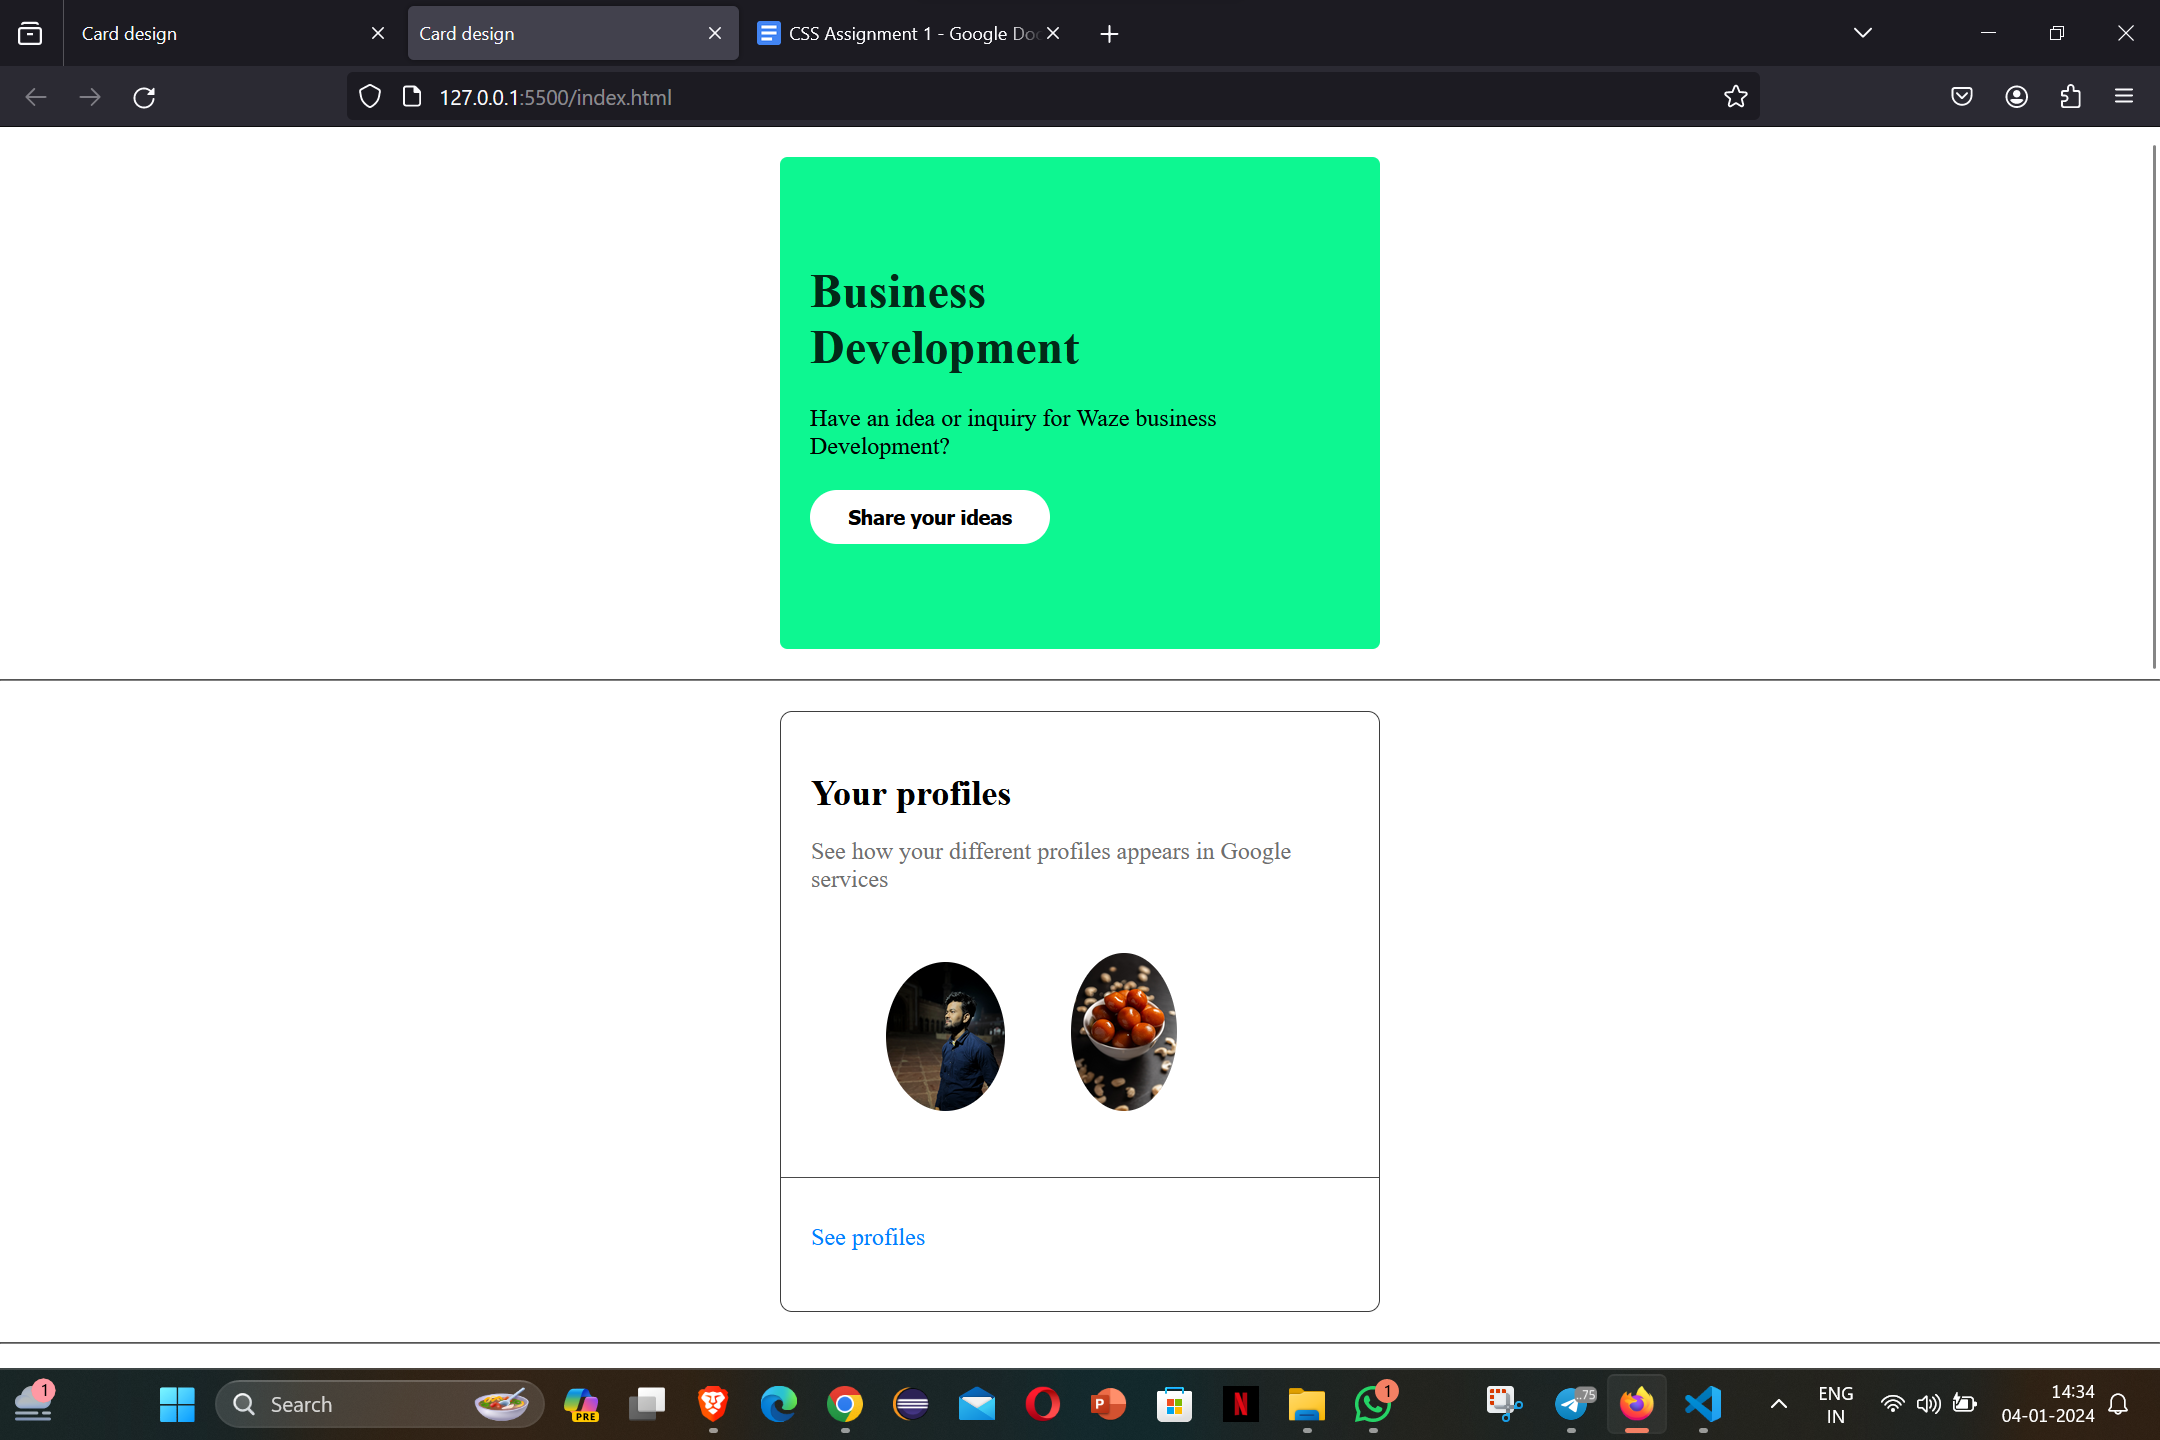 Card design
Card design
CSS Assignment 1 - Google Doc
127.0.0.1:5500/index.html
Business
Development
Have an idea or inquiry for Waze business
Development?
Share your ideas
Your profiles
See how your different profiles appears in Google
services
See profiles
1
Search
PRE
P
N
1
..75
ENG
IN
14:34
04-01-2024